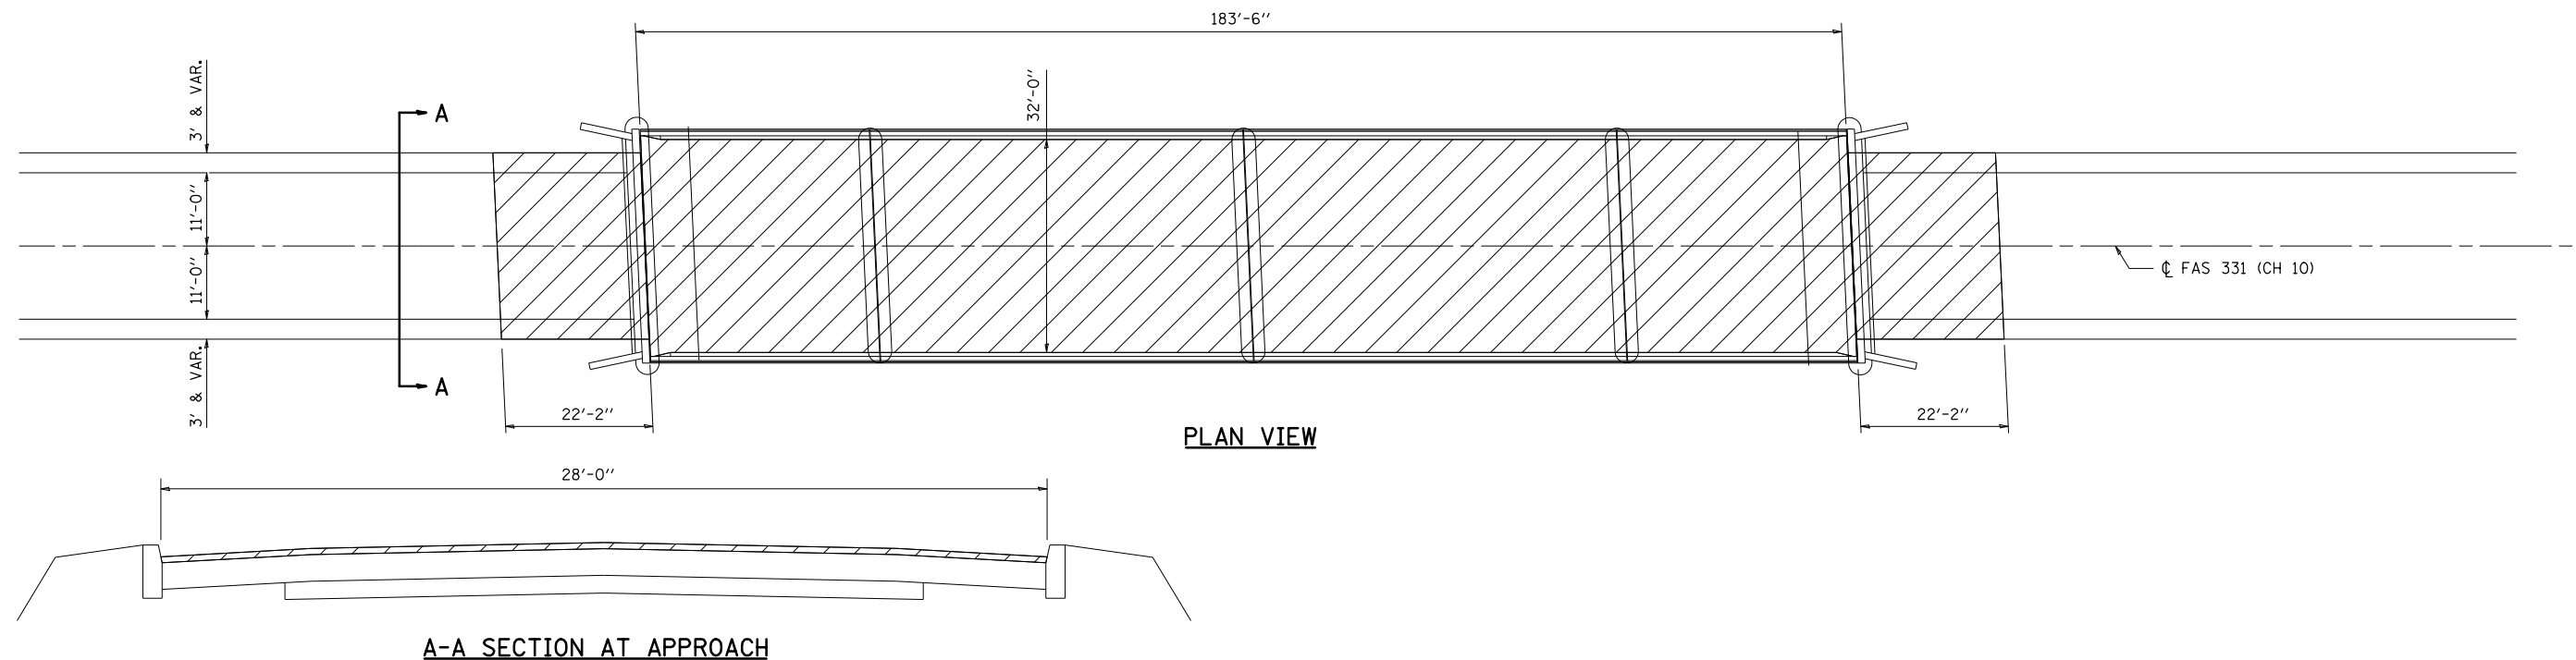 183'-6"
3' & VAR.
32'-0"
A
11'-0"
11'-0"
℄ FAS 331 (CH 10)
3' & VAR.
A
22'-2"
22'-2"
PLAN VIEW
28'-0"
A-A SECTION AT APPROACH